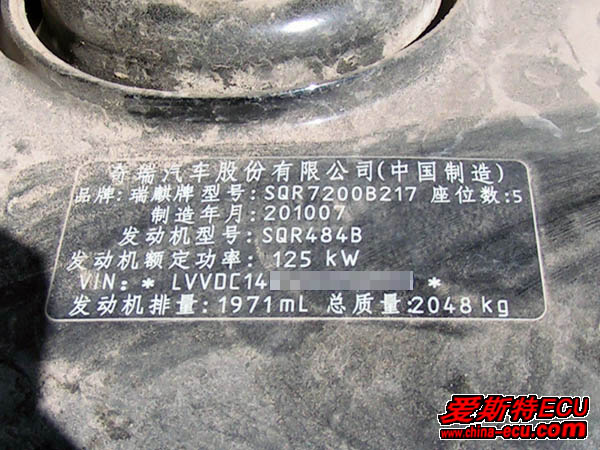 奇瑞汽车股份有限公司(中国制造)
品牌:瑞麒牌 型号:SQR7200B217 座位数:5
制造年月:201007
发动机型号:SQR484B
发动机额定功率: 125 kW
VIN: * LVVDC14 *
发动机排量:1971mL 总质量:2048kg
爱斯特ECU
www.china-ecu.com